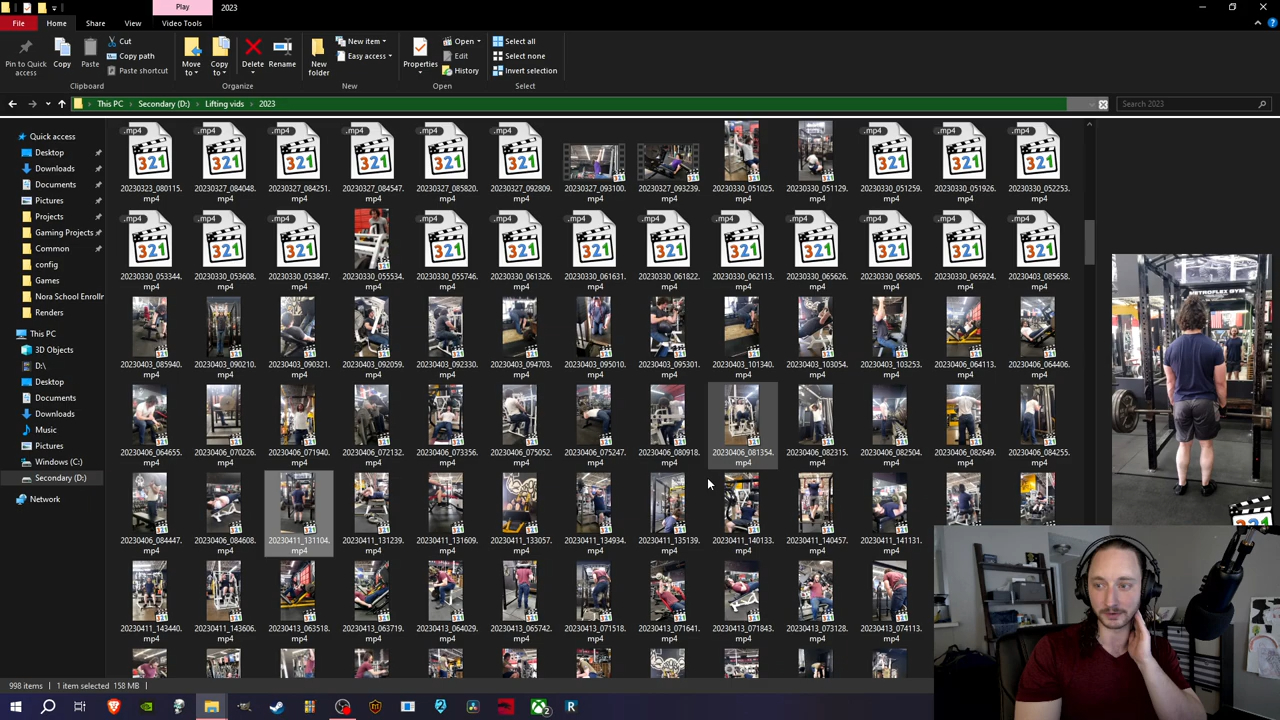 Play
2023
File
Home
Share
View
Video Tools
Pin to Quick access
Copy
Paste
Cut
Copy path
Paste shortcut
Move to
Copy to
Delete
Rename
New folder
New item
Easy access
Properties
Open
Edit
History
Select all
Select none
Invert selection
Clipboard
Organize
New
Open
Select
This PC
Secondary (D:)
Lifting vids
2023
Search 2023
Quick access
Desktop
Downloads
Documents
Pictures
Projects
Gaming Projects
Common
config
Games
Nora School Enrollr
Renders
This PC
3D Objects
D:\
Desktop
Documents
Downloads
Music
Pictures
Videos
Windows (C:)
Secondary (D:)
Network
20230323_080115.mp4
20230327_084048.mp4
20230327_084251.mp4
20230327_084547.mp4
20230327_085820.mp4
20230327_092809.mp4
20230327_093100.mp4
20230327_093239.mp4
20230330_051025.mp4
20230330_051129.mp4
20230330_051259.mp4
20230330_051926.mp4
20230330_052253.mp4
20230330_053344.mp4
20230330_053608.mp4
20230330_053847.mp4
20230330_055534.mp4
20230330_055746.mp4
20230330_061326.mp4
20230330_061631.mp4
20230330_061822.mp4
20230330_062113.mp4
20230330_065626.mp4
20230330_065805.mp4
20230330_065924.mp4
20230403_085658.mp4
20230403_085940.mp4
20230403_090210.mp4
20230403_090321.mp4
20230403_092059.mp4
20230403_092330.mp4
20230403_094703.mp4
20230403_095010.mp4
20230403_095301.mp4
20230403_101340.mp4
20230403_103054.mp4
20230403_103253.mp4
20230406_064113.mp4
20230406_064406.mp4
20230406_064655.mp4
20230406_070226.mp4
20230406_071940.mp4
20230406_072132.mp4
20230406_073356.mp4
20230406_075052.mp4
20230406_075247.mp4
20230406_080918.mp4
20230406_081354.mp4
20230406_082315.mp4
20230406_082504.mp4
20230406_082649.mp4
20230406_084255.mp4
20230406_084447.mp4
20230406_084608.mp4
20230411_131104.mp4
20230411_131239.mp4
20230411_131609.mp4
20230411_133057.mp4
20230411_134934.mp4
20230411_135139.mp4
20230411_140133.mp4
20230411_140457.mp4
20230411_141131.mp4
20230411_143440.mp4
20230411_143606.mp4
20230413_063518.mp4
20230413_063719.mp4
20230413_064029.mp4
20230413_065742.mp4
20230413_071518.mp4
20230413_071641.mp4
20230413_071843.mp4
20230413_073128.mp4
20230413_074113.mp4
METROFLEX GYM
998 items
1 item selected 158 MB